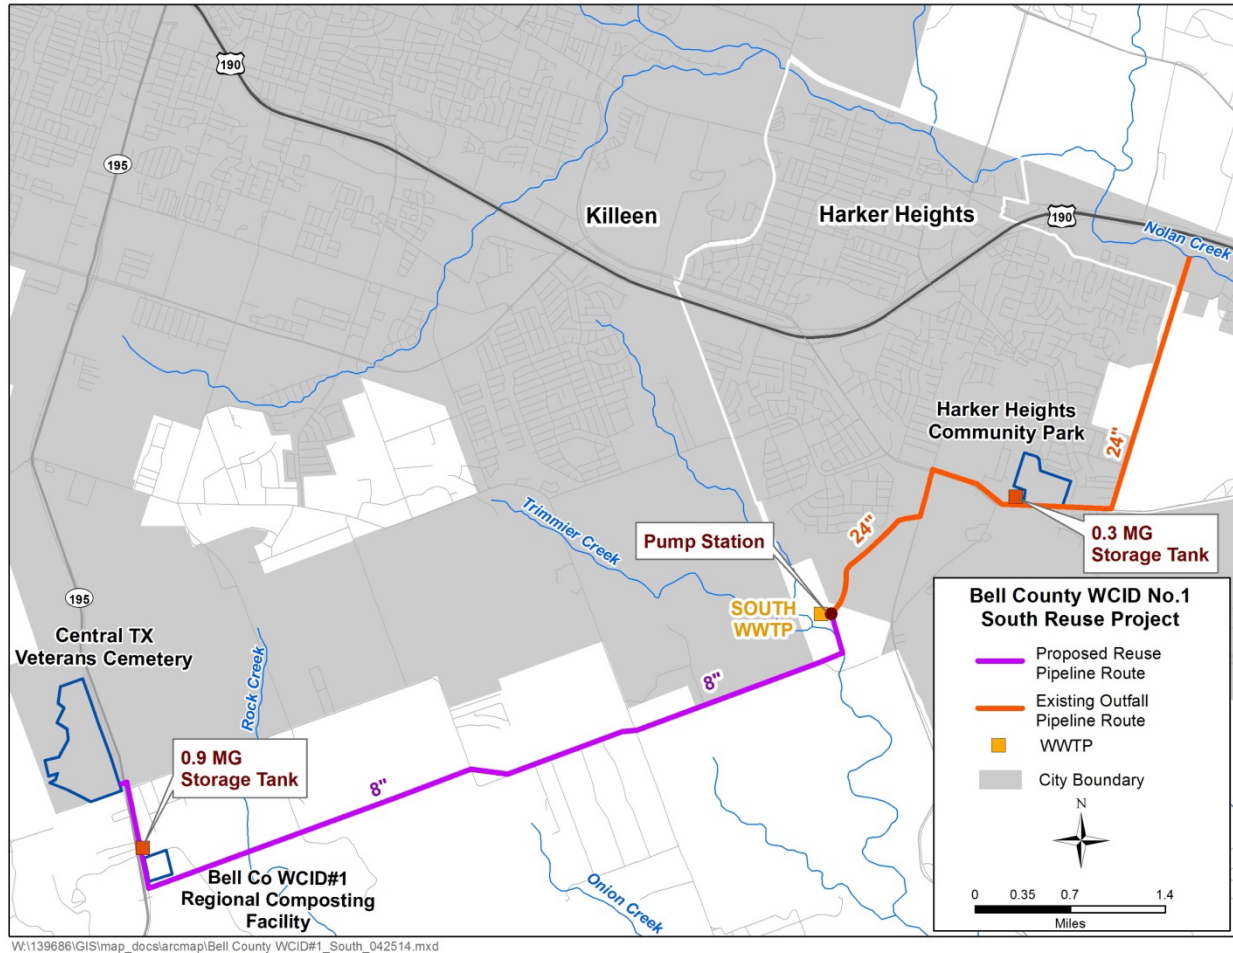 190
195
Killeen
Harker Heights
190
Nolan Creek
Harker Heights
Community Park
24"
Trimmier Creek
24"
Pump Station
0.3 MG
Storage Tank
SOUTH
WWTP
195
Central TX
Veterans Cemetery
Rock Creek
8"
0.9 MG
Storage Tank
8"
Bell Co WCID#1
Regional Composting
Facility
Onion Creek
Bell County WCID No.1
South Reuse Project
Proposed Reuse
Pipeline Route
Existing Outfall
Pipeline Route
WWTP
City Boundary
N
0 0.35 0.7 1.4
Miles
W:\139686\GIS\map_docs\arcmap\Bell County WCID#1_South_042514.mxd